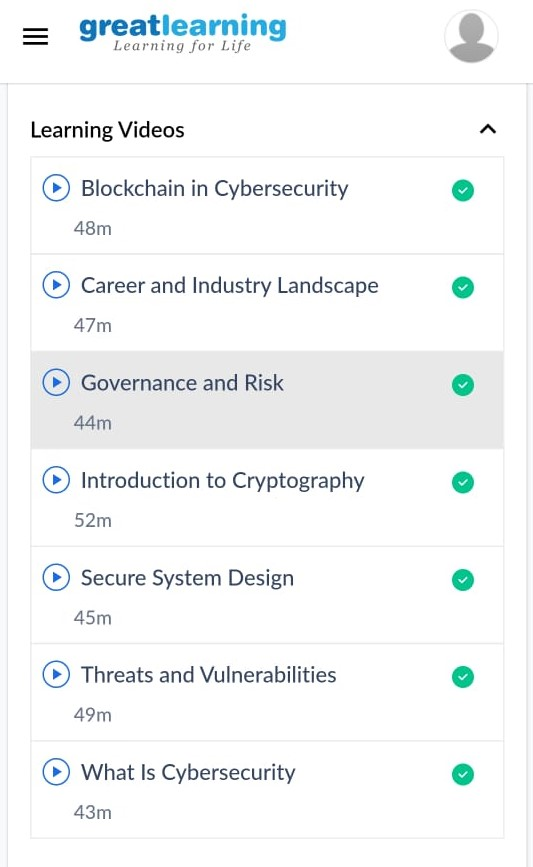 greatlearning
Learning for Life
Learning Videos
Blockchain in Cybersecurity
48m
Career and Industry Landscape
47m
Governance and Risk
44m
Introduction to Cryptography
52m
Secure System Design
45m
Threats and Vulnerabilities
49m
What Is Cybersecurity
43m